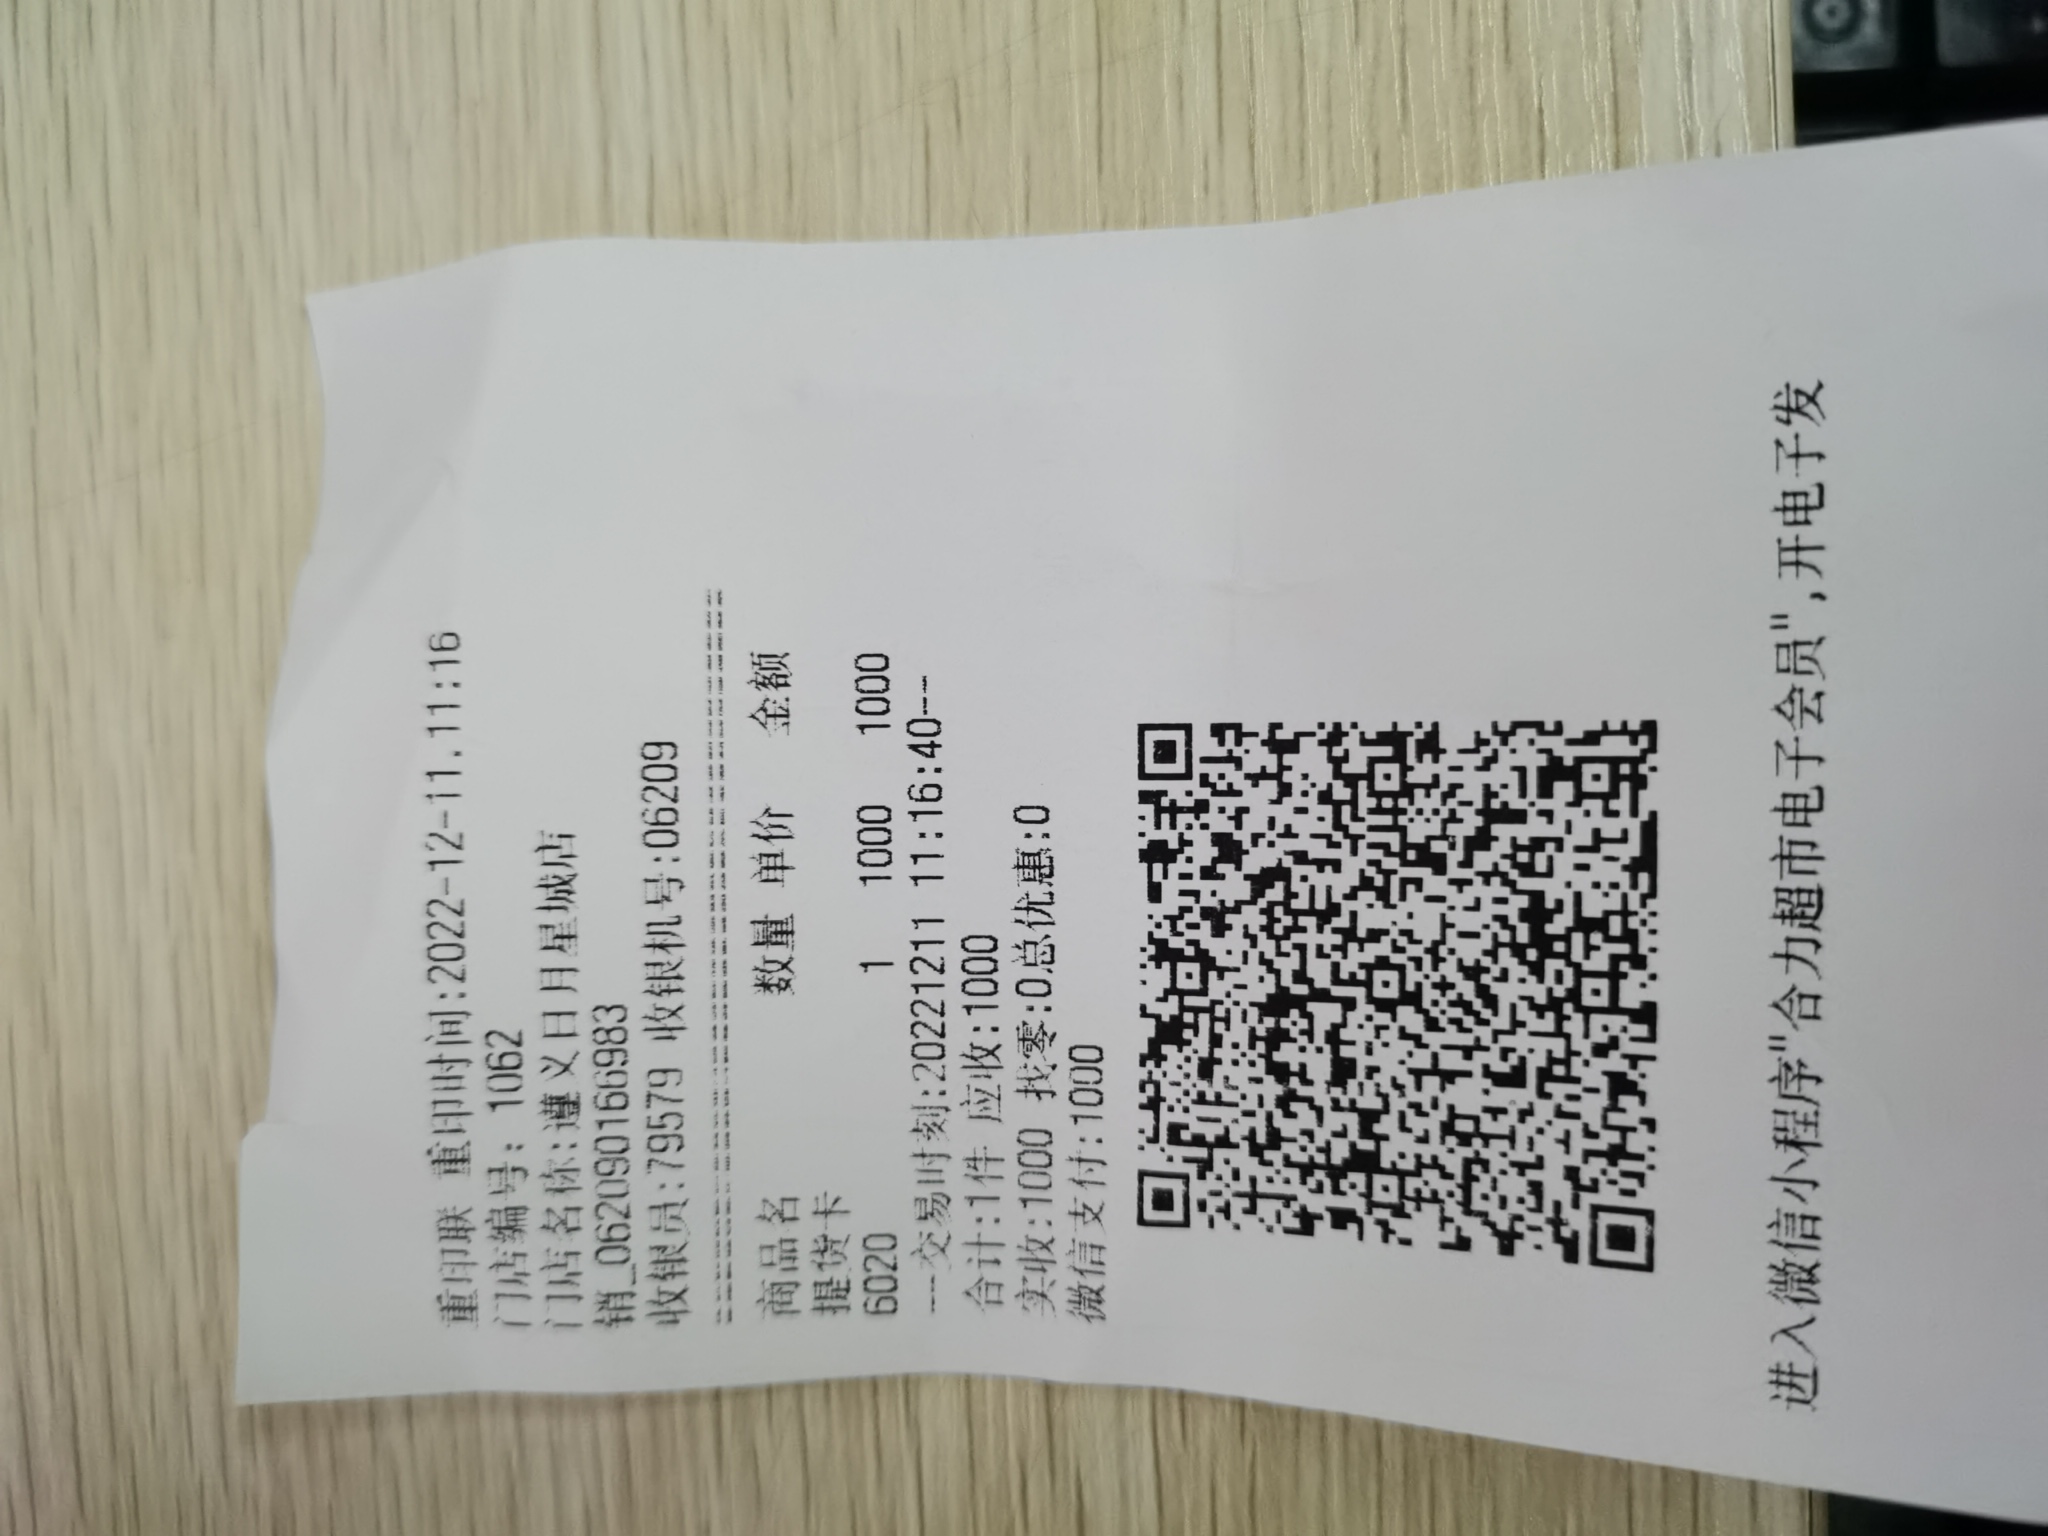 重印联 重印时间:2022-12-11.11:16
门店编号: 1062
门店名称:遵义日月星城店
销_062090166983
收银员:79579 收银机号:06209
商品名 数量 单价 金额
提货卡
6020 1 1000 1000
---交易时刻:20221211 11:16:40---
合计:1件 应收:1000
实收:1000 找零:0总优惠:0
微信支付:1000
进入微信小程序"合力超市电子会员",开电子发